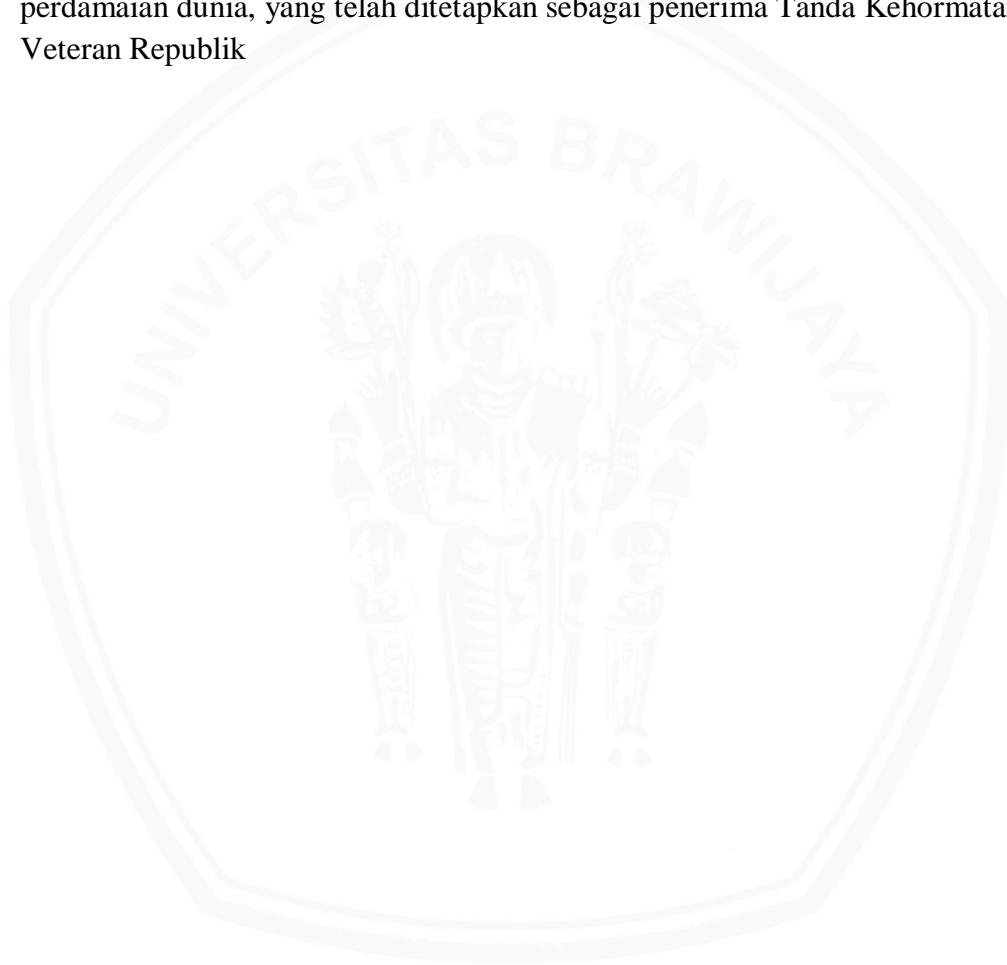 perdamaian dunia, yang telah ditetapkan sebagai penerima Tanda Kehormata
Veteran Republik
UNIVERSITAS BRAWIJAYA